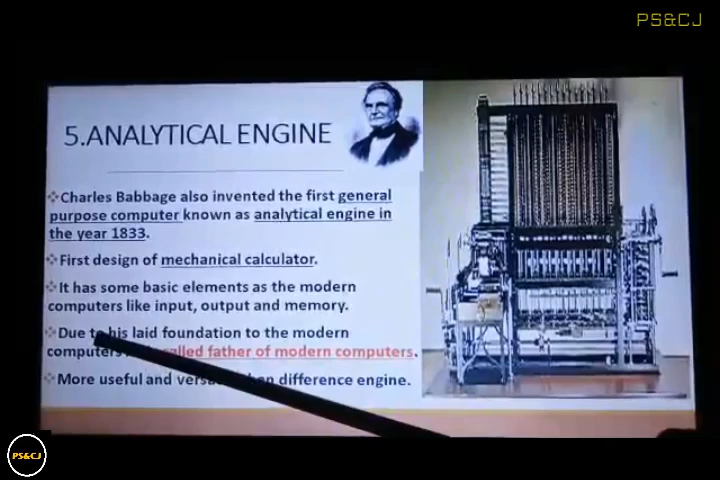 PS&CJ
5.ANALYTICAL ENGINE
❖Charles Babbage also invented the first general
purpose computer known as analytical engine in
the year 1833.
❖First design of mechanical calculator.
❖It has some basic elements as the modern
computers like input, output and memory.
❖Due to his laid foundation to the modern
computers called father of modern computers.
❖More useful and than difference engine.
PS&CJ